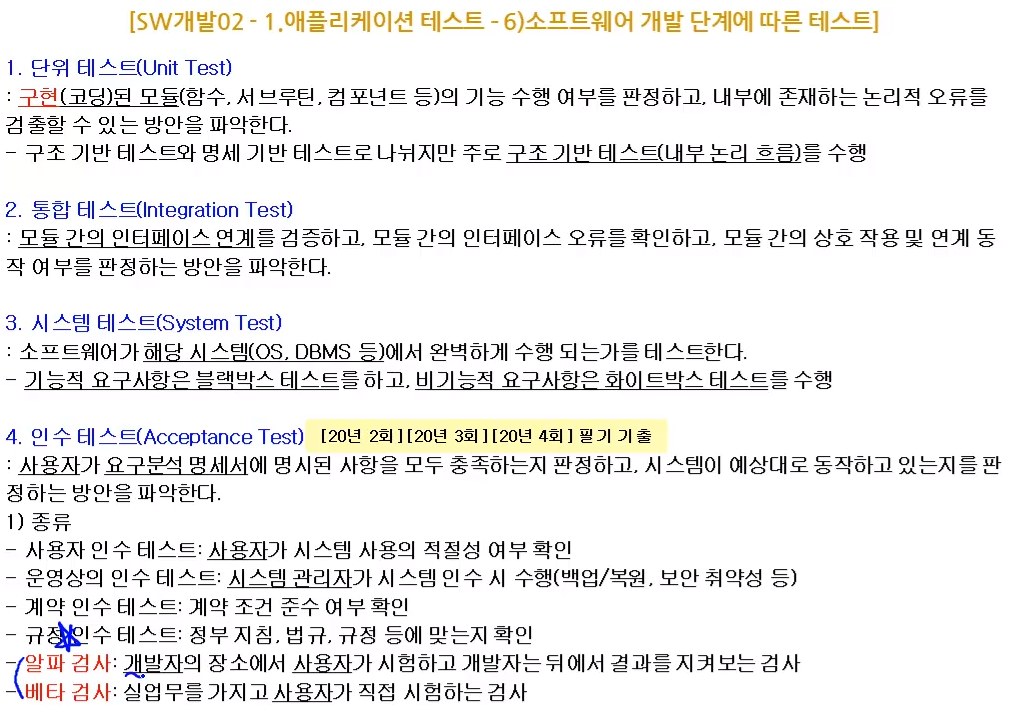 [SW개발02 - 1.애플리케이션 테스트 - 6)소프트웨어 개발 단계에 따른 테스트]
1. 단위 테스트(Unit Test)
: 구현(코딩)된 모듈(함수, 서브루틴, 컴포넌트 등)의 기능 수행 여부를 판정하고, 내부에 존재하는 논리적 오류를
검출할 수 있는 방안을 파악한다.
- 구조 기반 테스트와 명세 기반 테스트로 나뉘지만 주로 구조 기반 테스트(내부 논리 흐름)를 수행
2. 통합 테스트(Integration Test)
: 모듈 간의 인터페이스 연계를 검증하고, 모듈 간의 인터페이스 오류를 확인하고, 모듈 간의 상호 작용 및 연계 동
작 여부를 판정하는 방안을 파악한다.
3. 시스템 테스트(System Test)
: 소프트웨어가 해당 시스템(OS, DBMS 등)에서 완벽하게 수행 되는가를 테스트한다.
- 기능적 요구사항은 블랙박스 테스트를 하고, 비기능적 요구사항은 화이트박스 테스트를 수행
4. 인수 테스트(Acceptance Test) [20년 2회][20년 3회][20년 4회] 필기 기출
: 사용자가 요구분석 명세서에 명시된 사항을 모두 충족하는지 판정하고, 시스템이 예상대로 동작하고 있는지를 판
정하는 방안을 파악한다.
1) 종류
- 사용자 인수 테스트: 사용자가 시스템 사용의 적절성 여부 확인
- 운영상의 인수 테스트: 시스템 관리자가 시스템 인수 시 수행(백업/복원, 보안 취약성 등)
- 계약 인수 테스트: 계약 조건 준수 여부 확인
- 규정 인수 테스트: 정부 지침, 법규, 규정 등에 맞는지 확인
- 알파 검사: 개발자의 장소에서 사용자가 시험하고 개발자는 뒤에서 결과를 지켜보는 검사
- 베타 검사: 실업무를 가지고 사용자가 직접 시험하는 검사